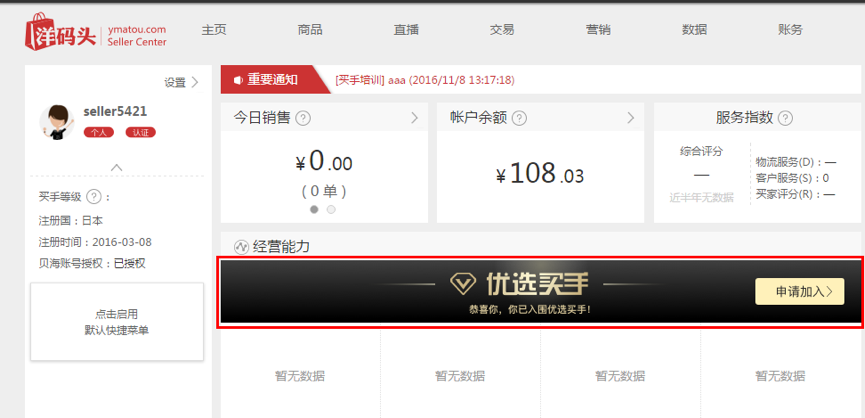 洋码头
ymatou.com
Seller Center
主页
商品
直播
交易
营销
数据
账务
设置
seller5421
个人
认证
买手等级 ? :
注册国：日本
注册时间：2016-03-08
贝海账号授权：已授权
点击启用
默认快捷菜单
重要通知
[买手培训] aaa (2016/11/8 13:17:18)
今日销售 ?
¥0.00
( 0 单 )
帐户余额 ?
¥108.03
服务指数 ?
综合评分
—
近半年无数据
物流服务(D)：—
客户服务(S)：0
买家评分(R)：—
经营能力
优选买手
恭喜你，你已入围优选买手!
申请加入
暂无数据
暂无数据
暂无数据
暂无数据